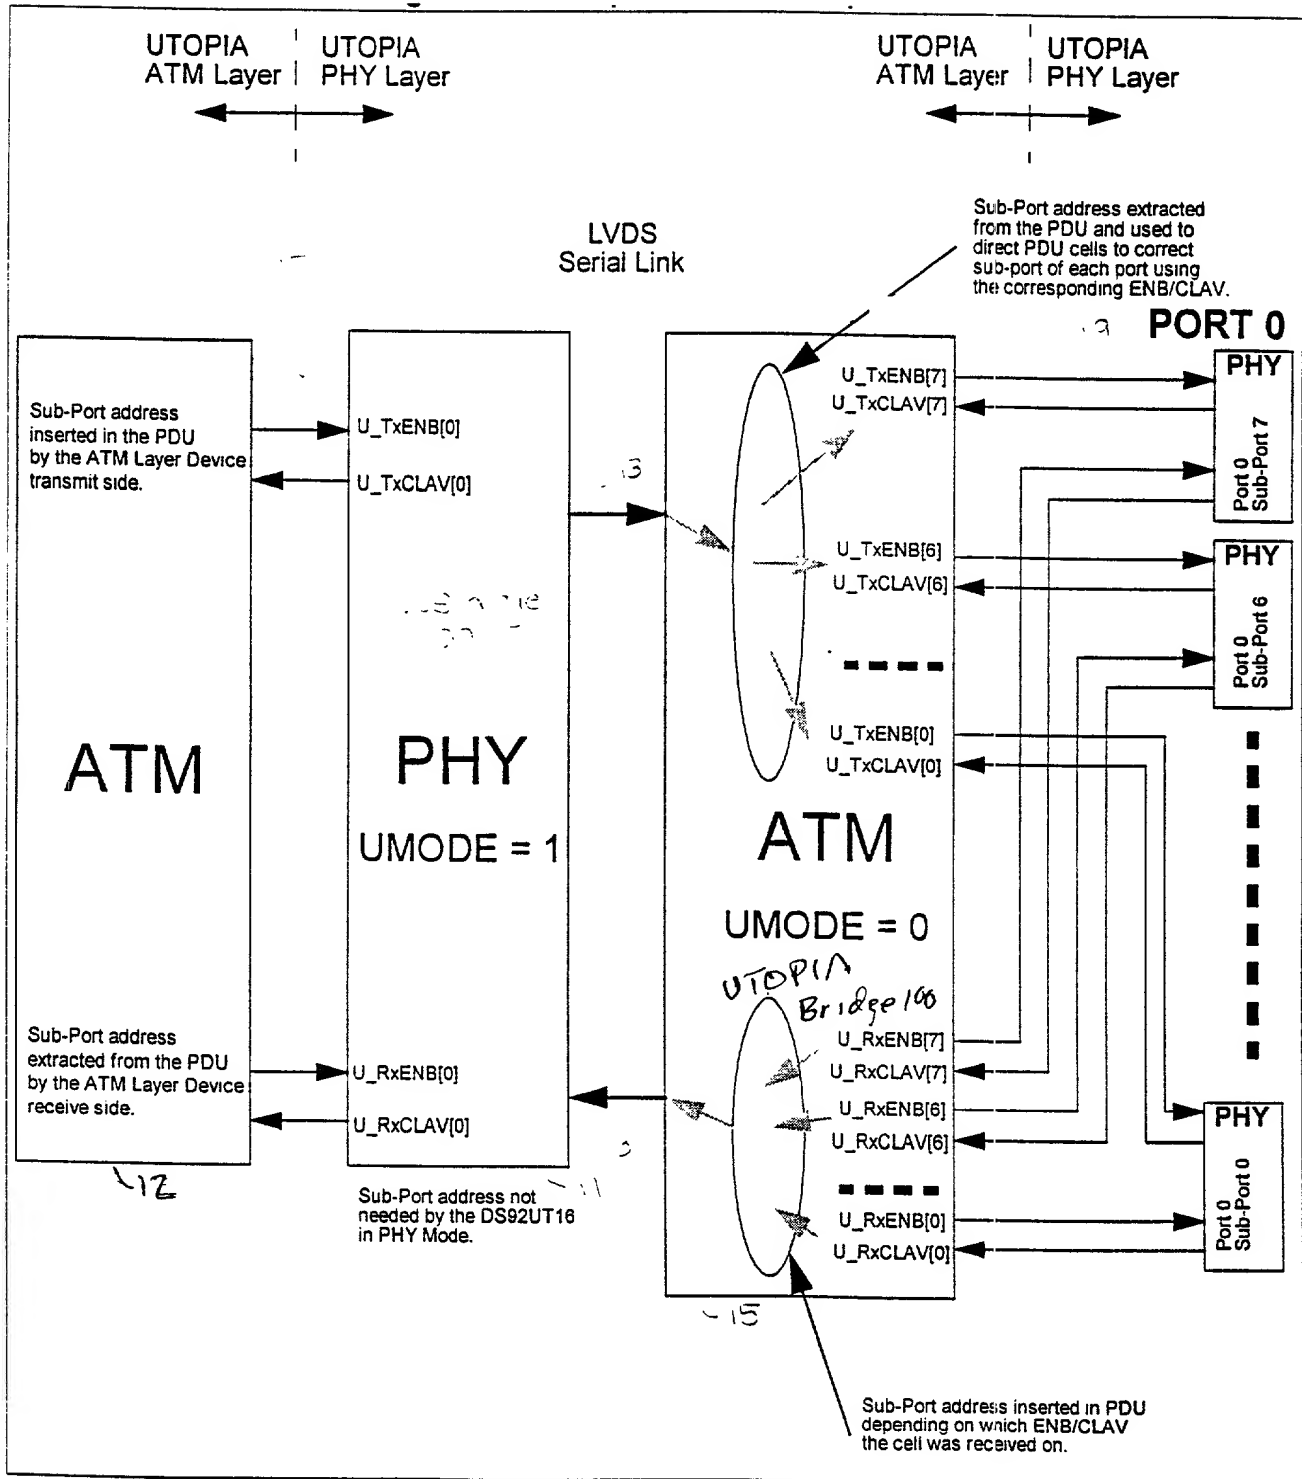 UTOPIA
ATM Layer
UTOPIA
PHY Layer
UTOPIA
ATM Layer
UTOPIA
PHY Layer
LVDS
Serial Link
Sub-Port address extracted
from the PDU and used to
direct PDU cells to correct
sub-port of each port using
the corresponding ENB/CLAV.
PORT 0
Sub-Port address
inserted in the PDU
by the ATM Layer Device
transmit side.
U_TxENB[0]
U_TxCLAV[0]
ATM
PHY
UMODE = 1
Sub-Port address
extracted from the PDU
by the ATM Layer Device
receive side.
U_RxENB[0]
U_RxCLAV[0]
12
11
Sub-Port address not
needed by the DS92UT16
in PHY Mode.
13
U_TxENB[7]
U_TxCLAV[7]
U_TxENB[6]
U_TxCLAV[6]
U_TxENB[0]
U_TxCLAV[0]
ATM
UMODE = 0
UTOPIA
Bridge 100
U_RxENB[7]
U_RxCLAV[7]
U_RxENB[6]
U_RxCLAV[6]
U_RxENB[0]
U_RxCLAV[0]
15
PHY
Port 0
Sub-Port 7
PHY
Port 0
Sub-Port 6
PHY
Port 0
Sub-Port 0
Sub-Port address inserted in PDU
depending on which ENB/CLAV
the cell was received on.